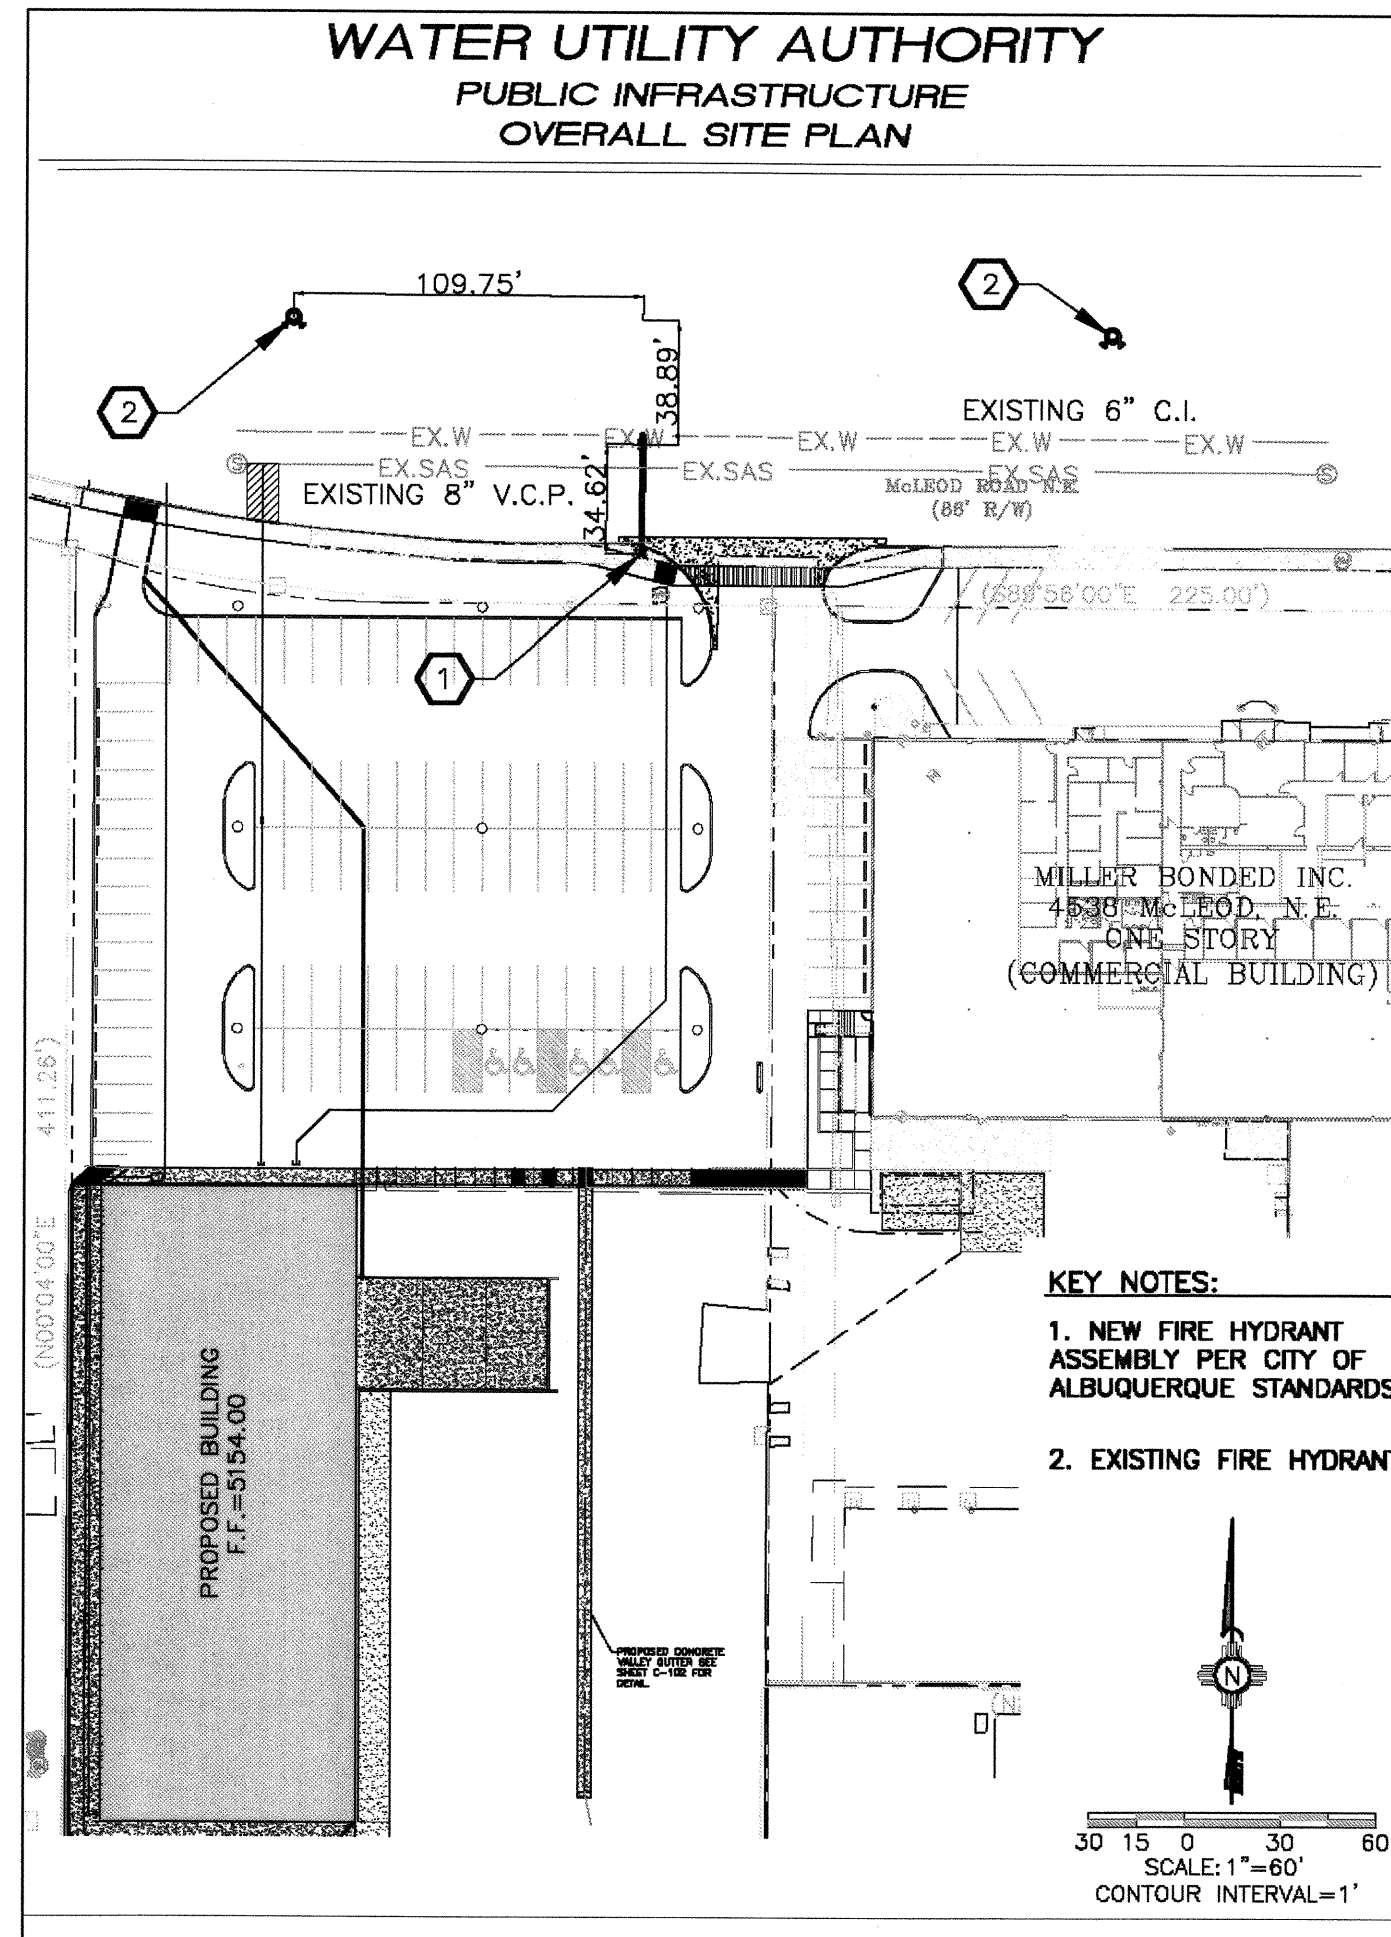 WATER UTILITY AUTHORITY
PUBLIC INFRASTRUCTURE
OVERALL SITE PLAN
109.75'
2
2
38.89'
EXISTING 6" C.I.
EX.W
EX.W
EX.W
EX.W
EX.W
S
EX.SAS
EX.SAS
EX.SAS
S
34.62'
EXISTING 8" V.C.P.
McLEOD ROAD N.E.
(86' R/W)
(S89°56'00"E 225.00')
1
MILLER BONDED INC.
4538 McLEOD, N.E.
ONE STORY
(COMMERCIAL BUILDING)
(N00°04'00"E 411.26')
KEY NOTES:
1. NEW FIRE HYDRANT
ASSEMBLY PER CITY OF
ALBUQUERQUE STANDARDS
2. EXISTING FIRE HYDRANT
PROPOSED BUILDING
F.F.=5154.00
PROPOSED CONCRETE
VALLEY GUTTER SEE
SHEET C-102 FOR
DETAIL
(N
N
30 15 0 30 60
SCALE: 1"=60'
CONTOUR INTERVAL=1'